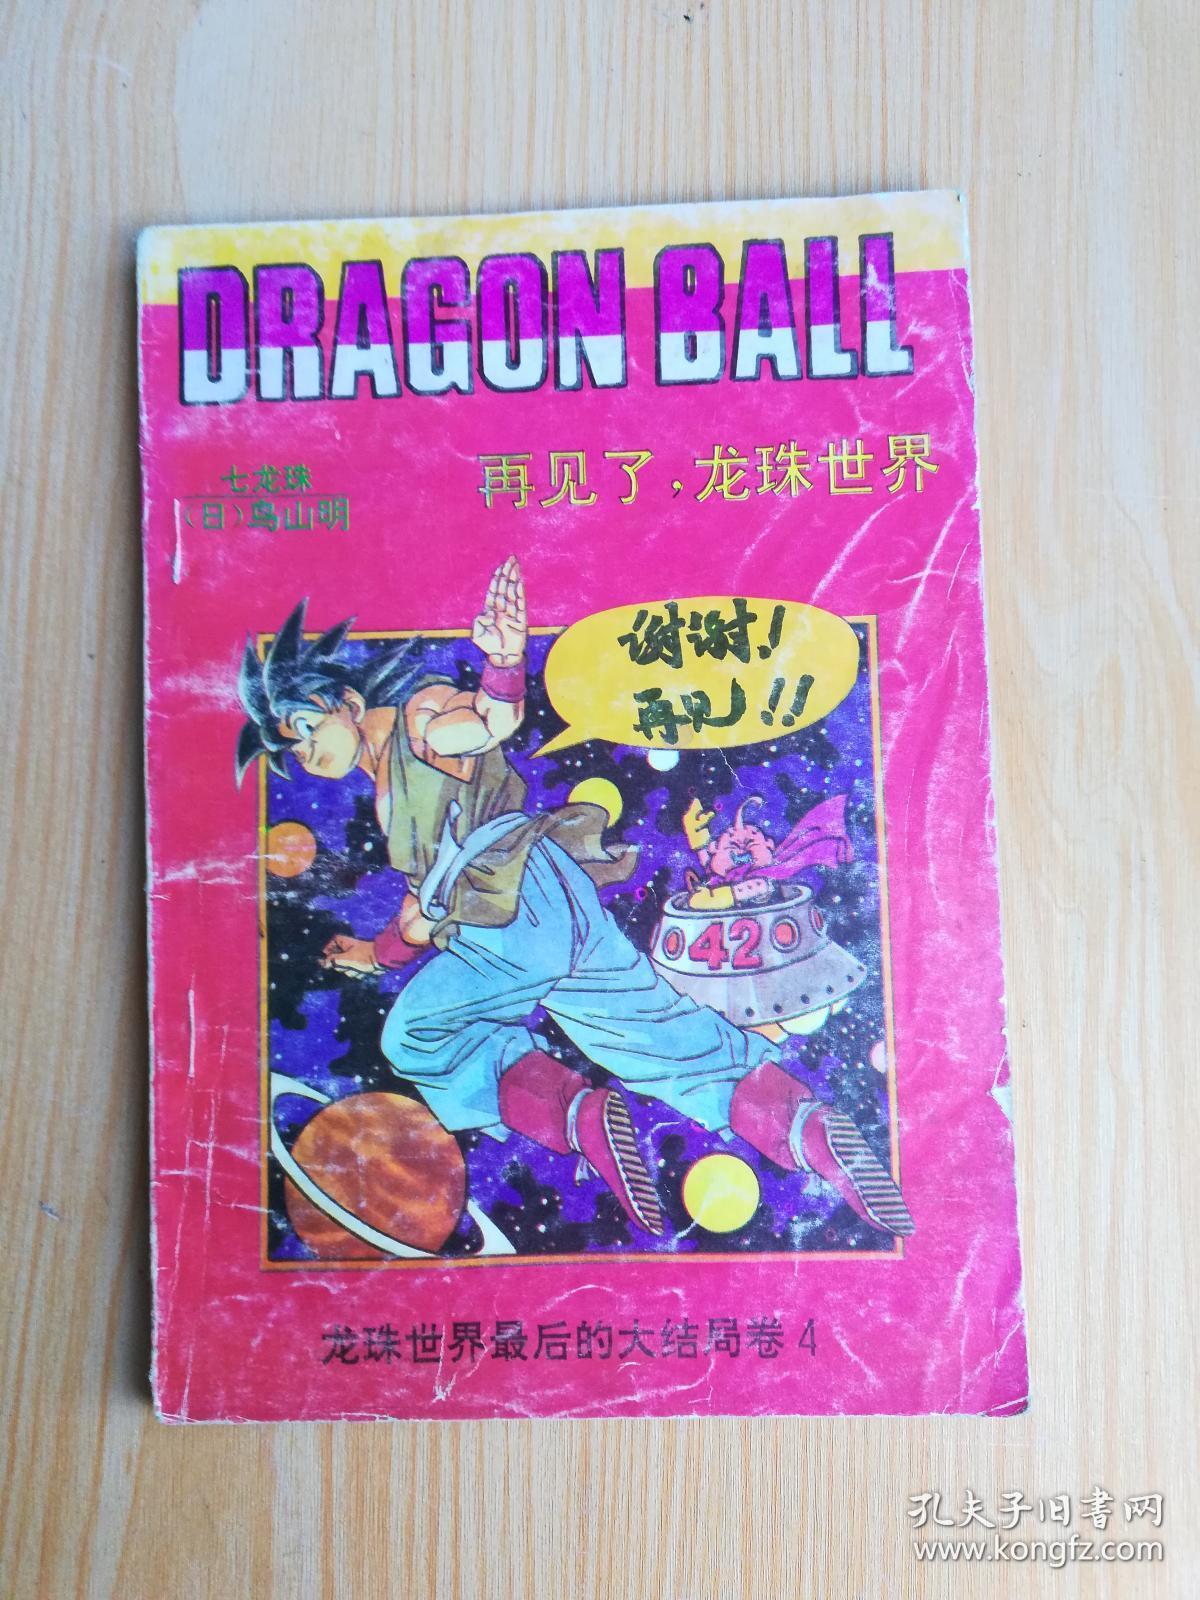 DRAGON BALL
七龙珠
(日)鸟山明
再见了,龙珠世界
谢谢!
再见!!
42
龙珠世界最后的大结局卷4
孔夫子旧書网
www.kongfz.com